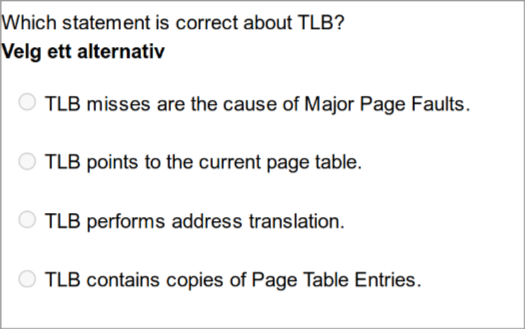 Which statement is correct about TLB?
Velg ett alternativ
TLB misses are the cause of Major Page Faults.
TLB points to the current page table.
TLB performs address translation.
TLB contains copies of Page Table Entries.